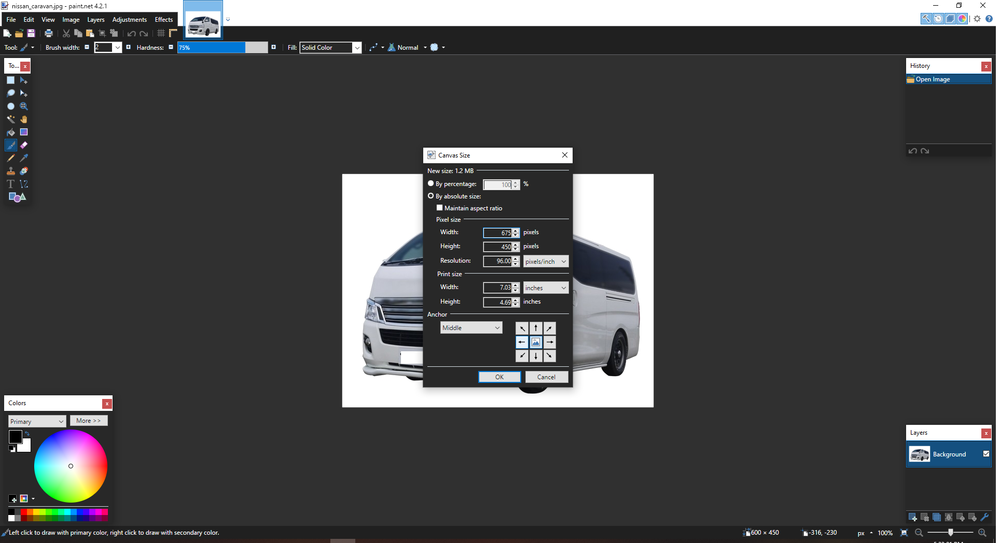 nissan_caravan.jpg - paint.net 4.2.1
File Edit View Image Layers Adjustments Effects
Tool: Brush width: 2 Hardness: 75% Fill: Solid Color Normal
To...
History
Open Image
Canvas Size
New size: 1.2 MB
By percentage: 100 %
By absolute size:
Maintain aspect ratio
Pixel size
Width: 675 pixels
Height: 450 pixels
Resolution: 96.00 pixels/inch
Print size
Width: 7.03 inches
Height: 4.69 inches
Anchor
Middle
OK Cancel
Colors
Primary More >>
Layers
Background
Left click to draw with primary color, right click to draw with secondary color.
600 × 450 -316, -230 px 100%